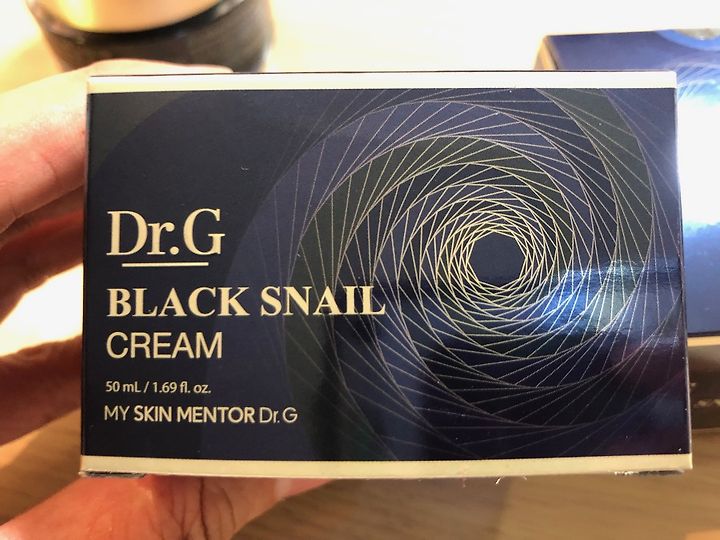 Dr.G
BLACK SNAIL
CREAM
50 mL / 1.69 fl. oz.
MY SKIN MENTOR Dr.G